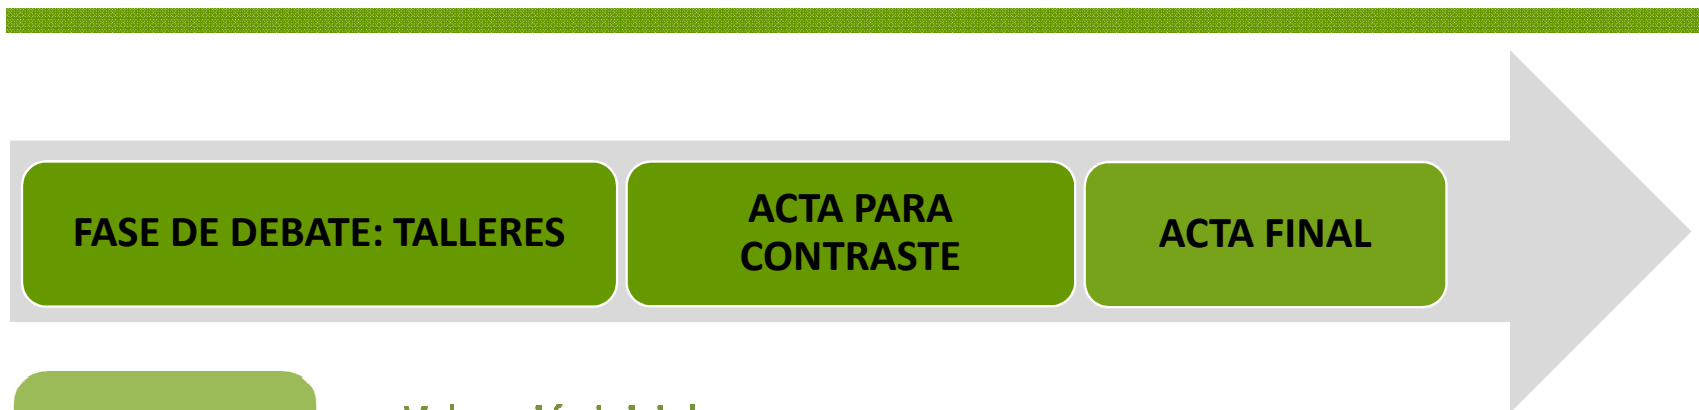 FASE DE DEBATE: TALLERES
ACTA PARA
CONTRASTE
ACTA FINAL